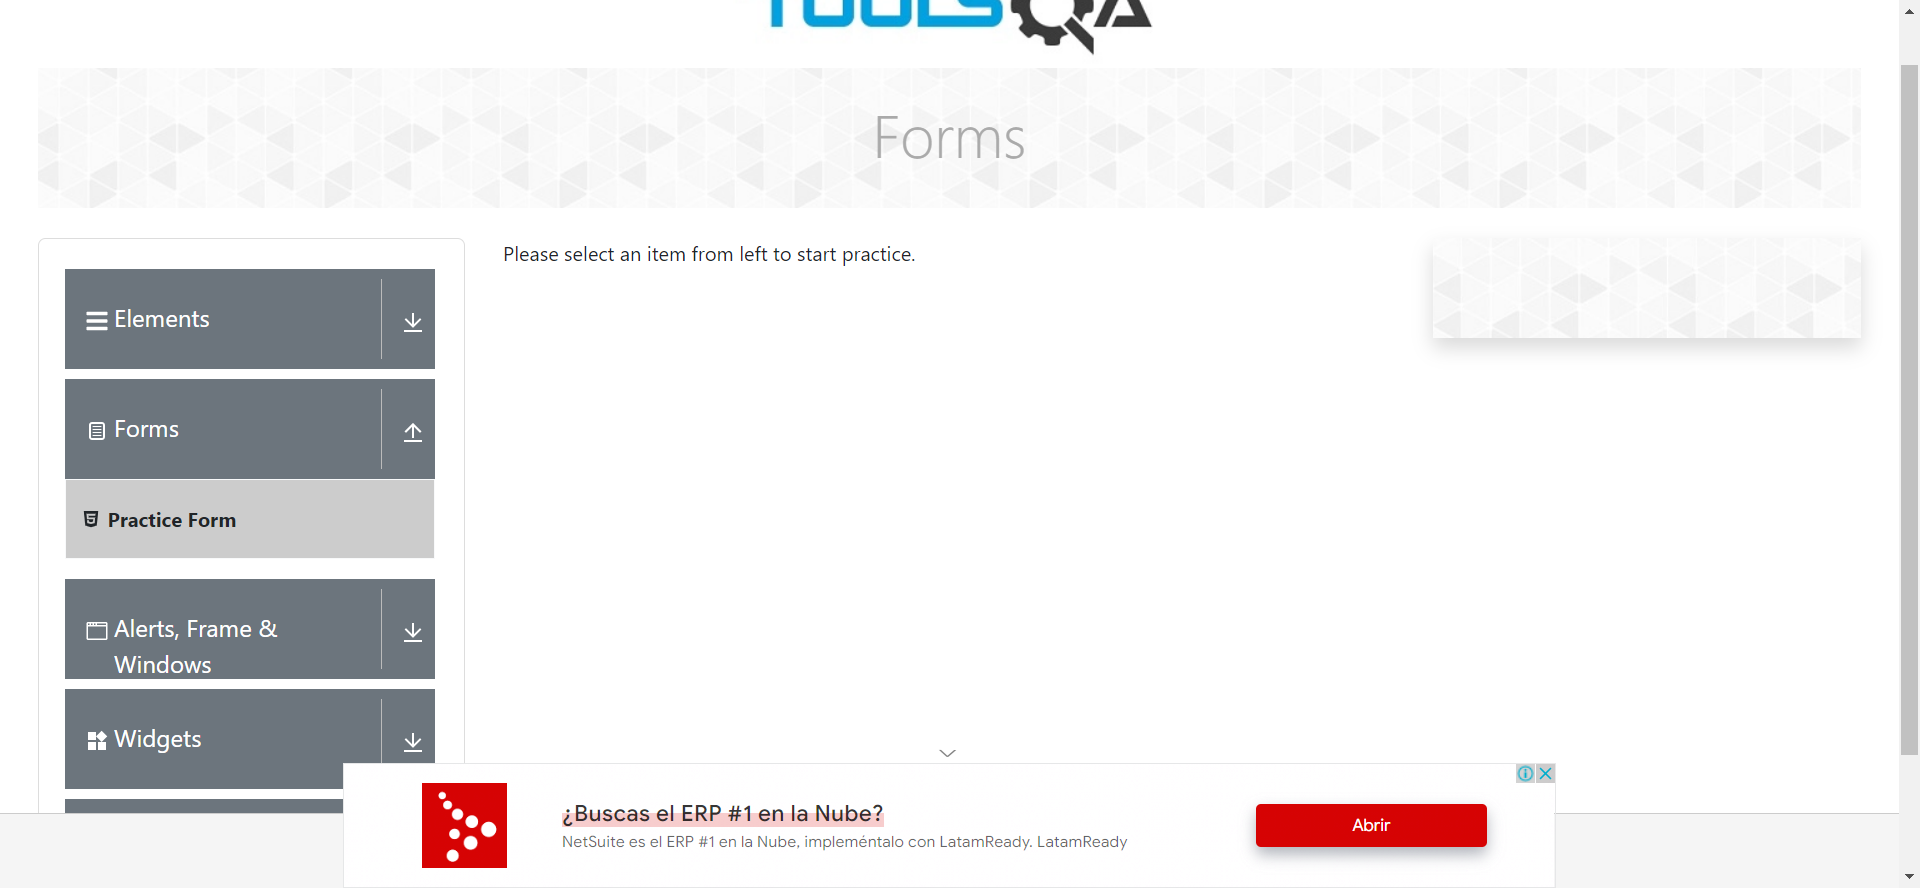 TOOLSQA
Forms
Elements
Please select an item from left to start practice.
Forms
Practice Form
Alerts, Frame &
Windows
Widgets
¿Buscas el ERP #1 en la Nube?
NetSuite es el ERP #1 en la Nube, impleméntalo con LatamReady. LatamReady
Abrir